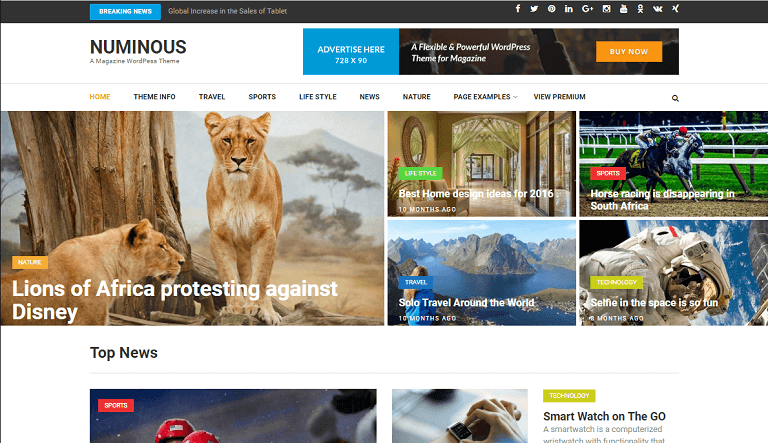 BREAKING NEWS
Global Increase in the Sales of Tablet
NUMINOUS
A Magazine WordPess Theme
ADVERTISE HERE
728 X 90
A Flexible & Powerful WordPress
Theme for Magazine
BUY NOW
HOME THEME INFO TRAVEL SPORTS LIFE STYLE NEWS NATURE PAGE EXAMPLES VIEW PREMIUM
NATURE
Lions of Africa protesting against
Disney
LIFE STYLE
Best Home design ideas for 2016
10 MONTHS AGO
SPORTS
Horse racing is disappearing in
South Africa
TRAVEL
Solo Travel Around the World
10 MONTHS AGO
TECHNOLOGY
Selfie in the space is so fun
8 MONTHS AGO
Top News
SPORTS
TECHNOLOGY
Smart Watch on The GO
A smartwatch is a computerized
wristwatch with functionality that